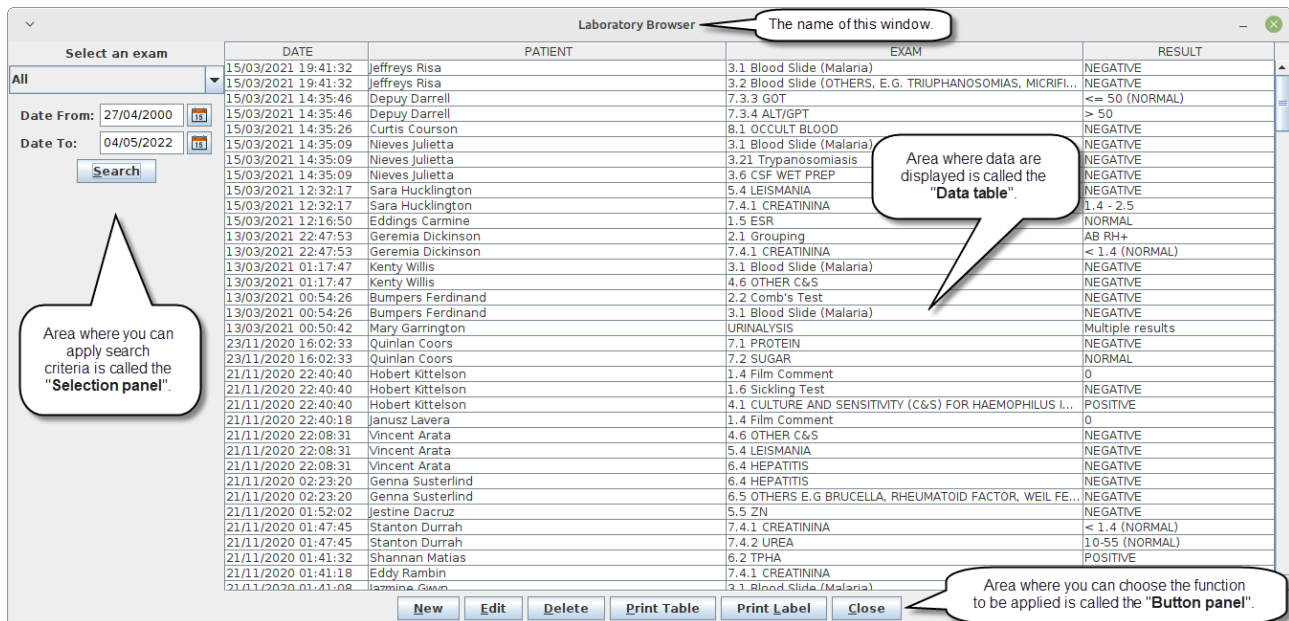 Laboratory Browser
The name of this window.
Select an exam
All
Date From: 27/04/2000
Date To: 04/05/2022
Search
Area where you can
apply search
criteria is called the
"Selection panel".
DATE PATIENT EXAM RESULT
15/03/2021 19:41:32 Jeffreys Risa 3.1 Blood Slide (Malaria) NEGATIVE
15/03/2021 19:41:32 Jeffreys Risa 3.2 Blood Slide (OTHERS, E.G. TRIUPHANOSOMIAS, MICRIFI... NEGATIVE
15/03/2021 14:35:46 Depuy Darrell 7.3.3 GOT <= 50 (NORMAL)
15/03/2021 14:35:46 Depuy Darrell 7.3.4 ALT/GPT > 50
15/03/2021 14:35:26 Curtis Courson 8.1 OCCULT BLOOD NEGATIVE
15/03/2021 14:35:09 Nieves Julietta 3.1 Blood Slide (Malaria) NEGATIVE
15/03/2021 14:35:09 Nieves Julietta 3.21 Trypanosomiasis NEGATIVE
15/03/2021 14:35:09 Nieves Julietta 3.6 CSF WET PREP NEGATIVE
15/03/2021 12:32:17 Sara Hucklington 5.4 LEISMANIA NEGATIVE
15/03/2021 12:32:17 Sara Hucklington 7.4.1 CREATININA 1.4 - 2.5
15/03/2021 12:16:50 Eddings Carmine 1.5 ESR NORMAL
13/03/2021 22:47:53 Geremia Dickinson 2.1 Grouping AB RH+
13/03/2021 22:47:53 Geremia Dickinson 7.4.1 CREATININA < 1.4 (NORMAL)
13/03/2021 01:17:47 Kenty Willis 3.1 Blood Slide (Malaria) NEGATIVE
13/03/2021 01:17:47 Kenty Willis 4.6 OTHER C&S NEGATIVE
13/03/2021 00:54:26 Bumpers Ferdinand 2.2 Comb's Test NEGATIVE
13/03/2021 00:54:26 Bumpers Ferdinand 3.1 Blood Slide (Malaria) NEGATIVE
13/03/2021 00:50:42 Mary Garrington URINALYSIS Multiple results
23/11/2020 16:02:33 Quinlan Coors 7.1 PROTEIN NEGATIVE
23/11/2020 16:02:33 Quinlan Coors 7.2 SUGAR NORMAL
21/11/2020 22:40:40 Hobert Kittelson 1.4 Film Comment 0
21/11/2020 22:40:40 Hobert Kittelson 1.6 Sickling Test NEGATIVE
21/11/2020 22:40:40 Hobert Kittelson 4.1 CULTURE AND SENSITIVITY (C&S) FOR HAEMOPHILUS I... POSITIVE
21/11/2020 22:40:18 Janusz Lavera 1.4 Film Comment 0
21/11/2020 22:08:31 Vincent Arata 4.6 OTHER C&S NEGATIVE
21/11/2020 22:08:31 Vincent Arata 5.4 LEISMANIA NEGATIVE
21/11/2020 22:08:31 Vincent Arata 6.4 HEPATITIS NEGATIVE
21/11/2020 02:23:20 Genna Susterlind 6.4 HEPATITIS NEGATIVE
21/11/2020 02:23:20 Genna Susterlind 6.5 OTHERS E.G BRUCELLA, RHEUMATOID FACTOR, WEIL FE... NEGATIVE
21/11/2020 01:52:02 Jestine Dacruz 5.5 ZN NEGATIVE
21/11/2020 01:47:45 Stanton Durrah 7.4.1 CREATININA < 1.4 (NORMAL)
21/11/2020 01:47:45 Stanton Durrah 7.4.2 UREA 10-55 (NORMAL)
21/11/2020 01:41:32 Shannan Matias 6.2 TPHA POSITIVE
21/11/2020 01:41:18 Eddy Rambin 7.4.1 CREATININA
21/11/2020 01:41:08 Jazmine Gwyn 3.1 Blood Slide (Malaria)
Area where data are
displayed is called the
"Data table".
New Edit Delete Print Table Print Label Close
Area where you can choose the function
to be applied is called the "Button panel".